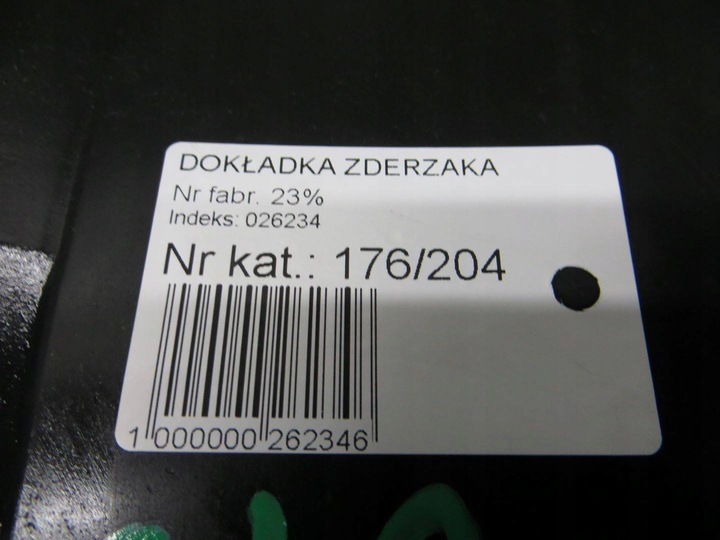 DOKŁADKA ZDERZAKA
Nr fabr. 23%
Indeks: 026234
Nr kat.: 176/204
1 000000 262346